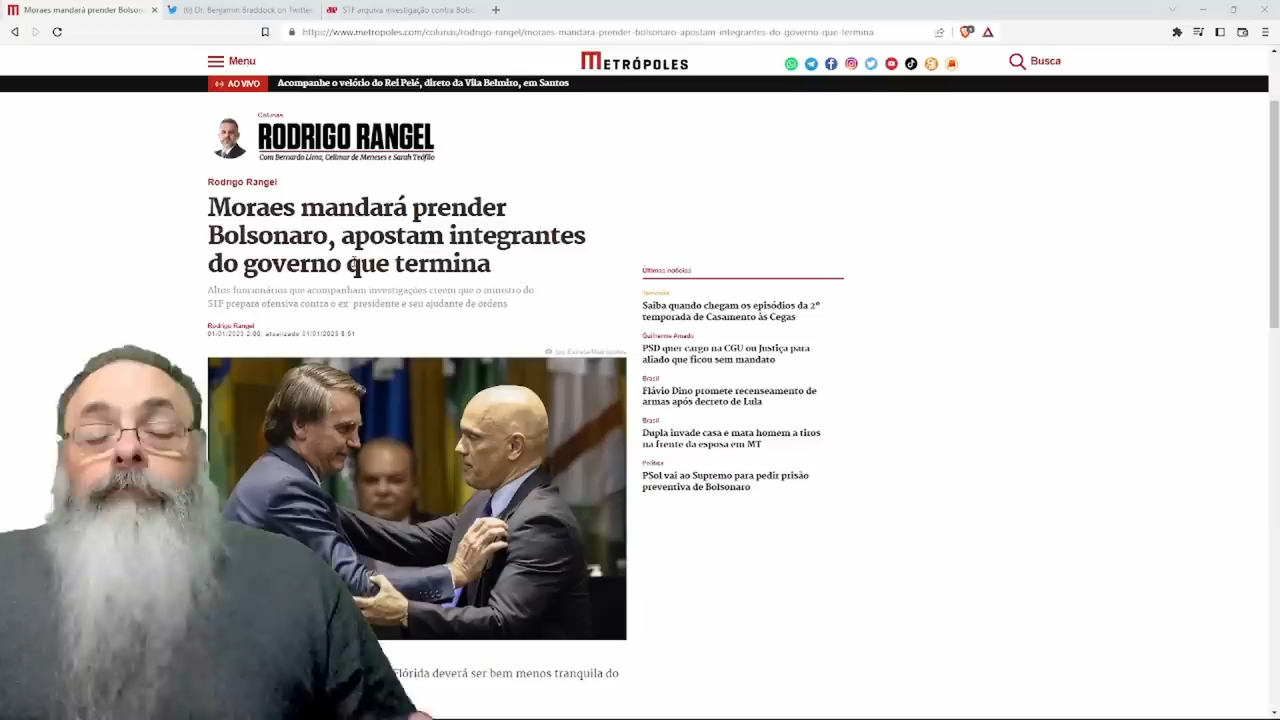 Moraes mandará prender Bolson
(6) Dr. Benjamin Braddock on Twitter
STF arquiva investigação contra Bolso
https://www.metropoles.com/colunas/rodrigo-rangel/moraes-mandara-prender-bolsonaro-apostam-integrantes-do-governo-que-termina
Menu
METRÓPOLES
Busca
AO VIVO
Acompanhe o velório do Rei Pelé, direto da Vila Belmiro, em Santos
Colunas
RODRIGO RANGEL
Com Bernardo Lima, Celimar de Meneses e Sarah Teófilo
Rodrigo Rangel
Moraes mandará prender
Bolsonaro, apostam integrantes
do governo que termina
Altos funcionários que acompanham investigações creem que o ministro do
STF prepara ofensiva contra o ex-presidente e seu ajudante de ordens
Rodrigo Rangel
01/01/2023 2:00, atualizado 01/01/2023 8:51
Últimas notícias
Televisão
Saiba quando chegam os episódios da 2ª
temporada de Casamento às Cegas
Guilherme Amado
PSD quer cargo na CGU ou Justiça para
aliado que ficou sem mandato
Brasil
Flávio Dino promete recenseamento de
armas após decreto de Lula
Brasil
Dupla invade casa e mata homem a tiros
na frente da esposa em MT
Política
PSol vai ao Supremo para pedir prisão
preventiva de Bolsonaro
Flórida deverá ser bem menos tranquila do